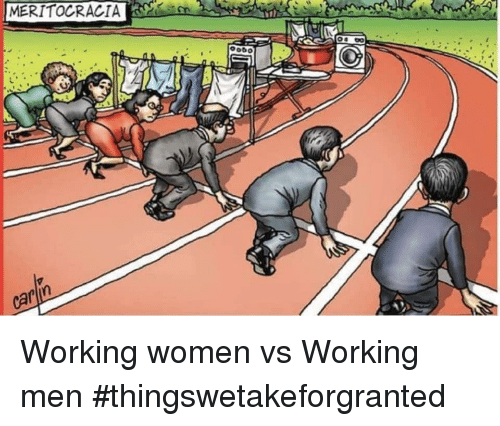 MERITOCRACIA
carlin
Working women vs Working
men #thingswetakeforgranted